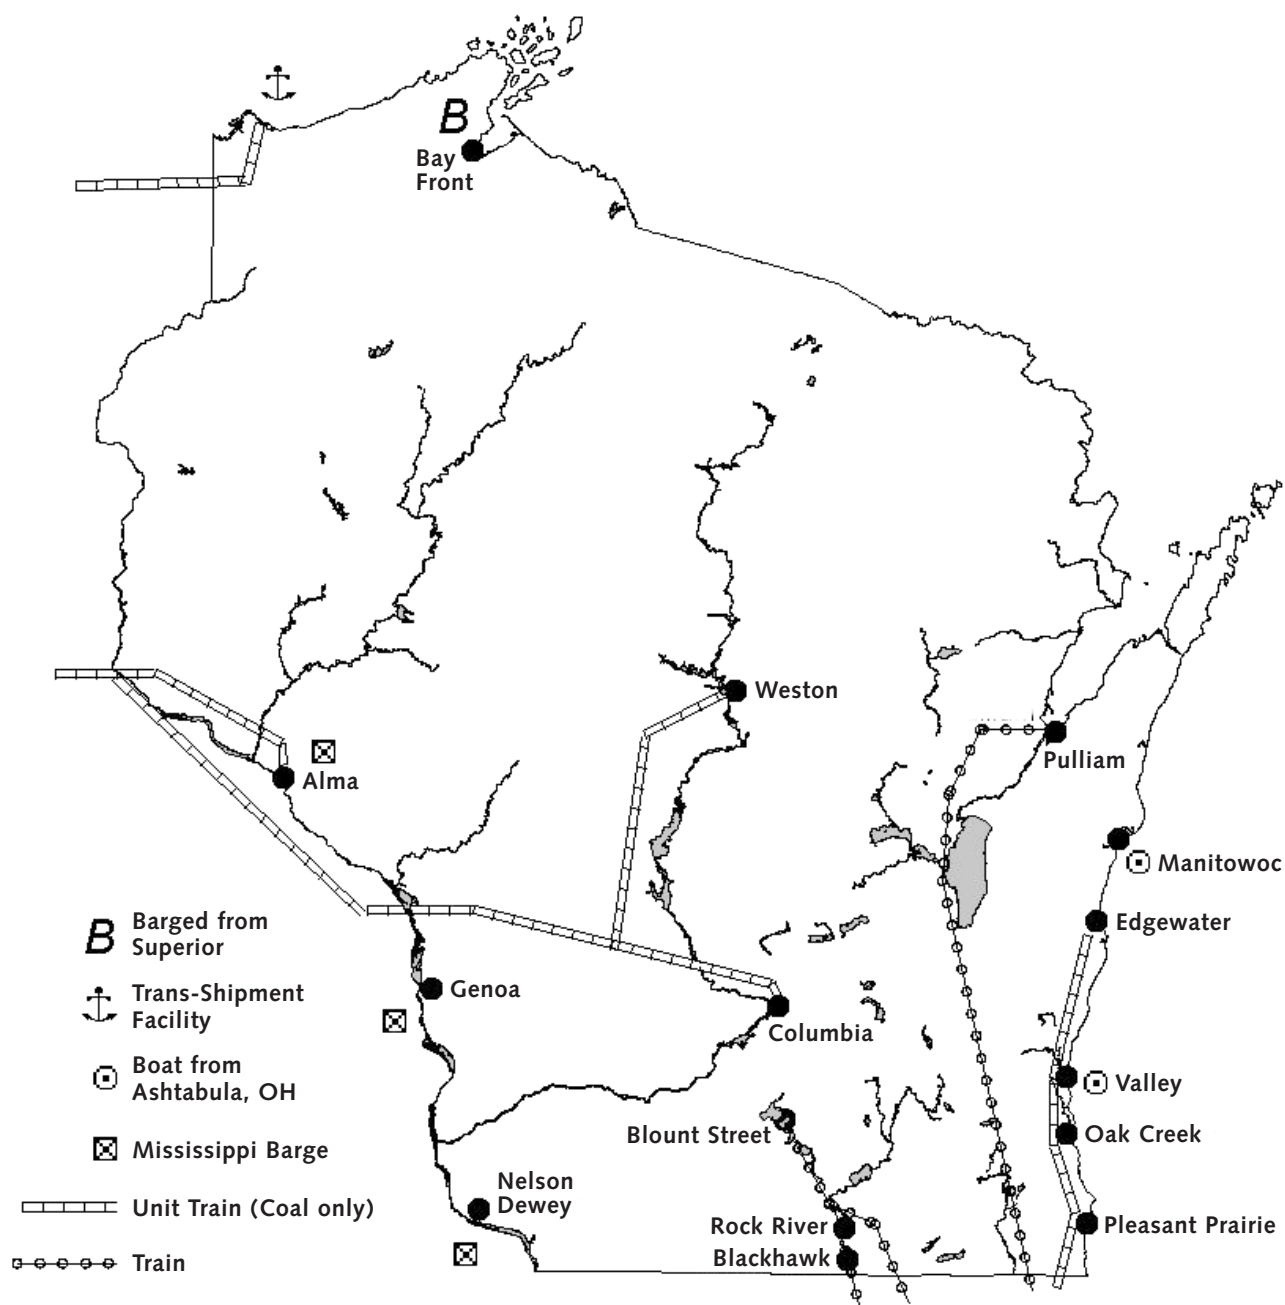 B
Bay
Front
Weston
Pulliam
Alma
Manitowoc
B Barged from
Superior
Edgewater
Trans-Shipment
Facility
Genoa
Columbia
Boat from
Ashtabula, OH
Valley
Blount Street
Oak Creek
Mississippi Barge
Nelson
Dewey
Unit Train (Coal only)
Rock River
Pleasant Prairie
Blackhawk
Train